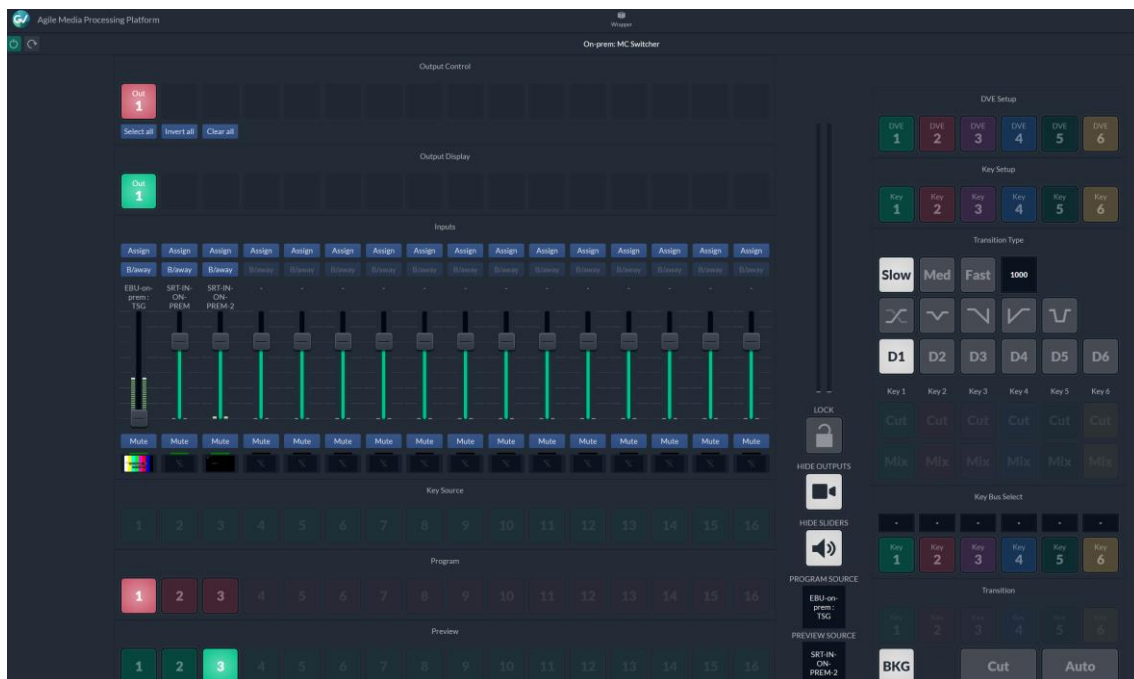 Agile Media Processing Platform
Wrapper
On-prem: MC Switcher
Output Control
Out
1
Select all Invert all Clear all
Output Display
Out
1
Inputs
Assign Assign Assign Assign Assign Assign Assign Assign Assign Assign Assign Assign Assign Assign Assign Assign
B/away B/away B/away B/away B/away B/away B/away B/away B/away B/away B/away B/away B/away B/away B/away B/away
EBU-on- SRT-IN- SRT-IN- - - - - - - - - - - - - -
prem : ON- ON-
TSG PREM PREM-2
Mute Mute Mute Mute Mute Mute Mute Mute Mute Mute Mute Mute Mute Mute Mute Mute
Key Source
1 2 3 4 5 6 7 8 9 10 11 12 13 14 15 16
Program
1 2 3 4 5 6 7 8 9 10 11 12 13 14 15 16
Preview
1 2 3 4 5 6 7 8 9 10 11 12 13 14 15 16
LOCK
HIDE OUTPUTS
HIDE SLIDERS
PROGRAM SOURCE
EBU-on-
prem :
TSG
PREVIEW SOURCE
SRT-IN-
ON-
PREM-2
DVE Setup
DVE DVE DVE DVE DVE DVE
1 2 3 4 5 6
Key Setup
Key Key Key Key Key Key
1 2 3 4 5 6
Transition Type
Slow Med Fast 1000
D1 D2 D3 D4 D5 D6
Key 1 Key 2 Key 3 Key 4 Key 5 Key 6
Cut Cut Cut Cut Cut Cut
Mix Mix Mix Mix Mix Mix
Key Bus Select
- - - - - -
Key Key Key Key Key Key
1 2 3 4 5 6
Transition
1 2 3 4 5 6
BKG Cut Auto